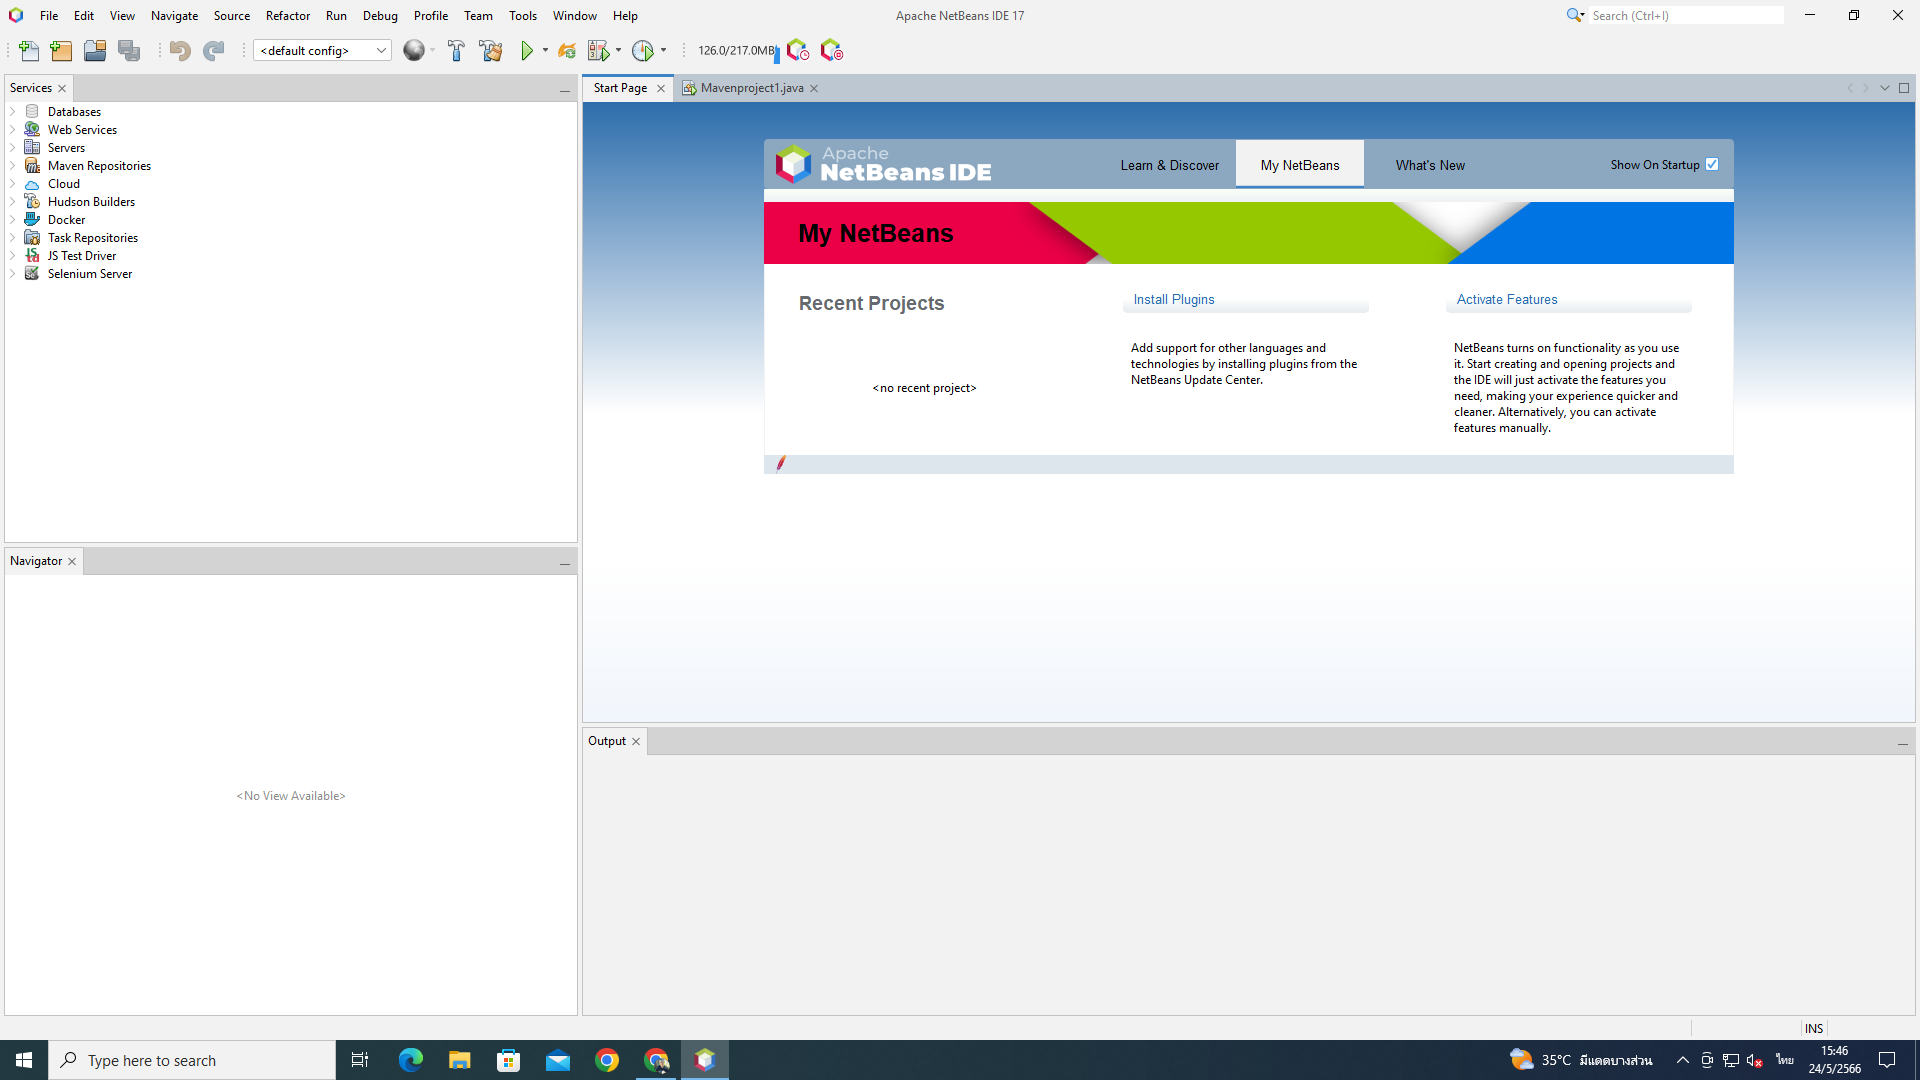 File Edit View Navigate Source Refactor Run Debug Profile Team Tools Window Help
Apache NetBeans IDE 17
Search (Ctrl+I)
<default config>
126.0/217.0MB
Services
Databases
Web Services
Servers
Maven Repositories
Cloud
Hudson Builders
Docker
Task Repositories
JS Test Driver
Selenium Server
Navigator
<No View Available>
Start Page
Mavenproject1.java
Apache
NetBeans IDE
Learn & Discover
My NetBeans
What's New
Show On Startup
My NetBeans
Recent Projects
<no recent project>
Install Plugins
Add support for other languages and
technologies by installing plugins from the
NetBeans Update Center.
Activate Features
NetBeans turns on functionality as you use
it. Start creating and opening projects and
the IDE will just activate the features you
need, making your experience quicker and
cleaner. Alternatively, you can activate
features manually.
Output
INS
Type here to search
35°C มีแดดบางส่วน
ไทย
15:46
24/5/2566